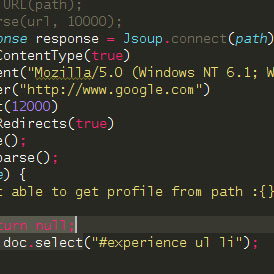 URL(path);
rse(url, 10000);
onse response = Jsoup.connect(path)
ContentType(true)
ent("Mozilla/5.0 (Windows NT 6.1; W
er("http://www.google.com")
t(12000)
Redirects(true)
e();
parse();
e) {
t able to get profile from path :{}
urn null;
doc.select("#experience ul li");